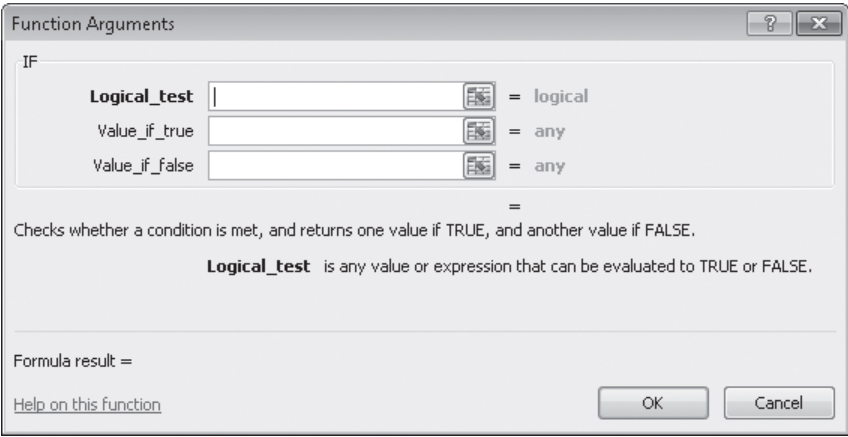 Function Arguments
IF
Logical_test = logical
Value_if_true = any
Value_if_false = any
=
Checks whether a condition is met, and returns one value if TRUE, and another value if FALSE.
Logical_test is any value or expression that can be evaluated to TRUE or FALSE.
Formula result =
Help on this function
OK Cancel